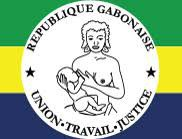 REPUBLIQUE GABONAISE
UNION • TRAVAIL • JUSTICE